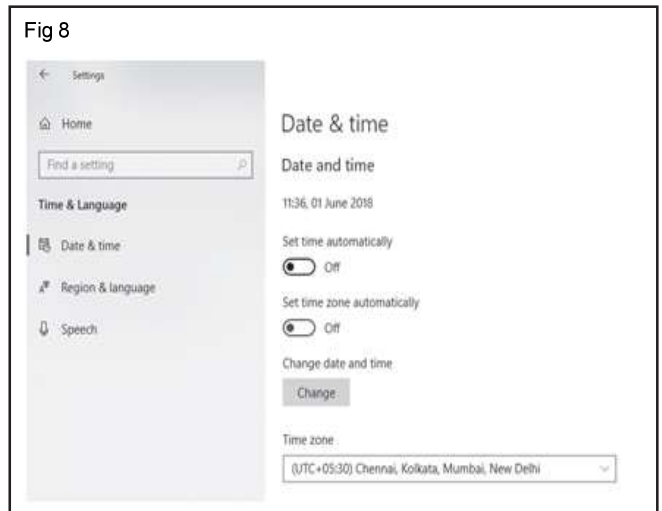 Fig 8
Settings
Home
Find a setting
Time & Language
Date & time
Region & language
Speech
Date & time
Date and time
11:36, 01 June 2018
Set time automatically
Off
Set time zone automatically
Off
Change date and time
Change
Time zone
(UTC+05:30) Chennai, Kolkata, Mumbai, New Delhi